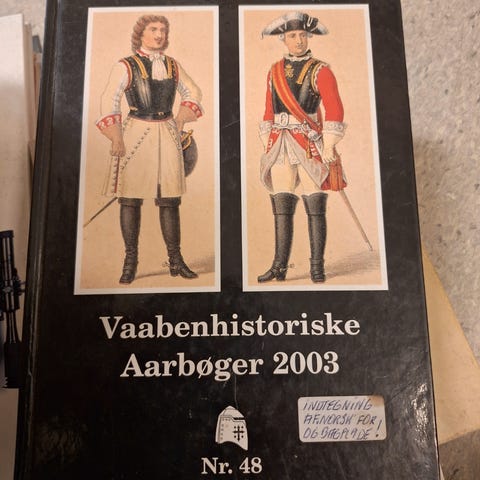 Vaabenhistoriske
Aarbøger 2003
INDTEGNING
AF NORSK FOR
OG BAGPLADE!
Nr. 48